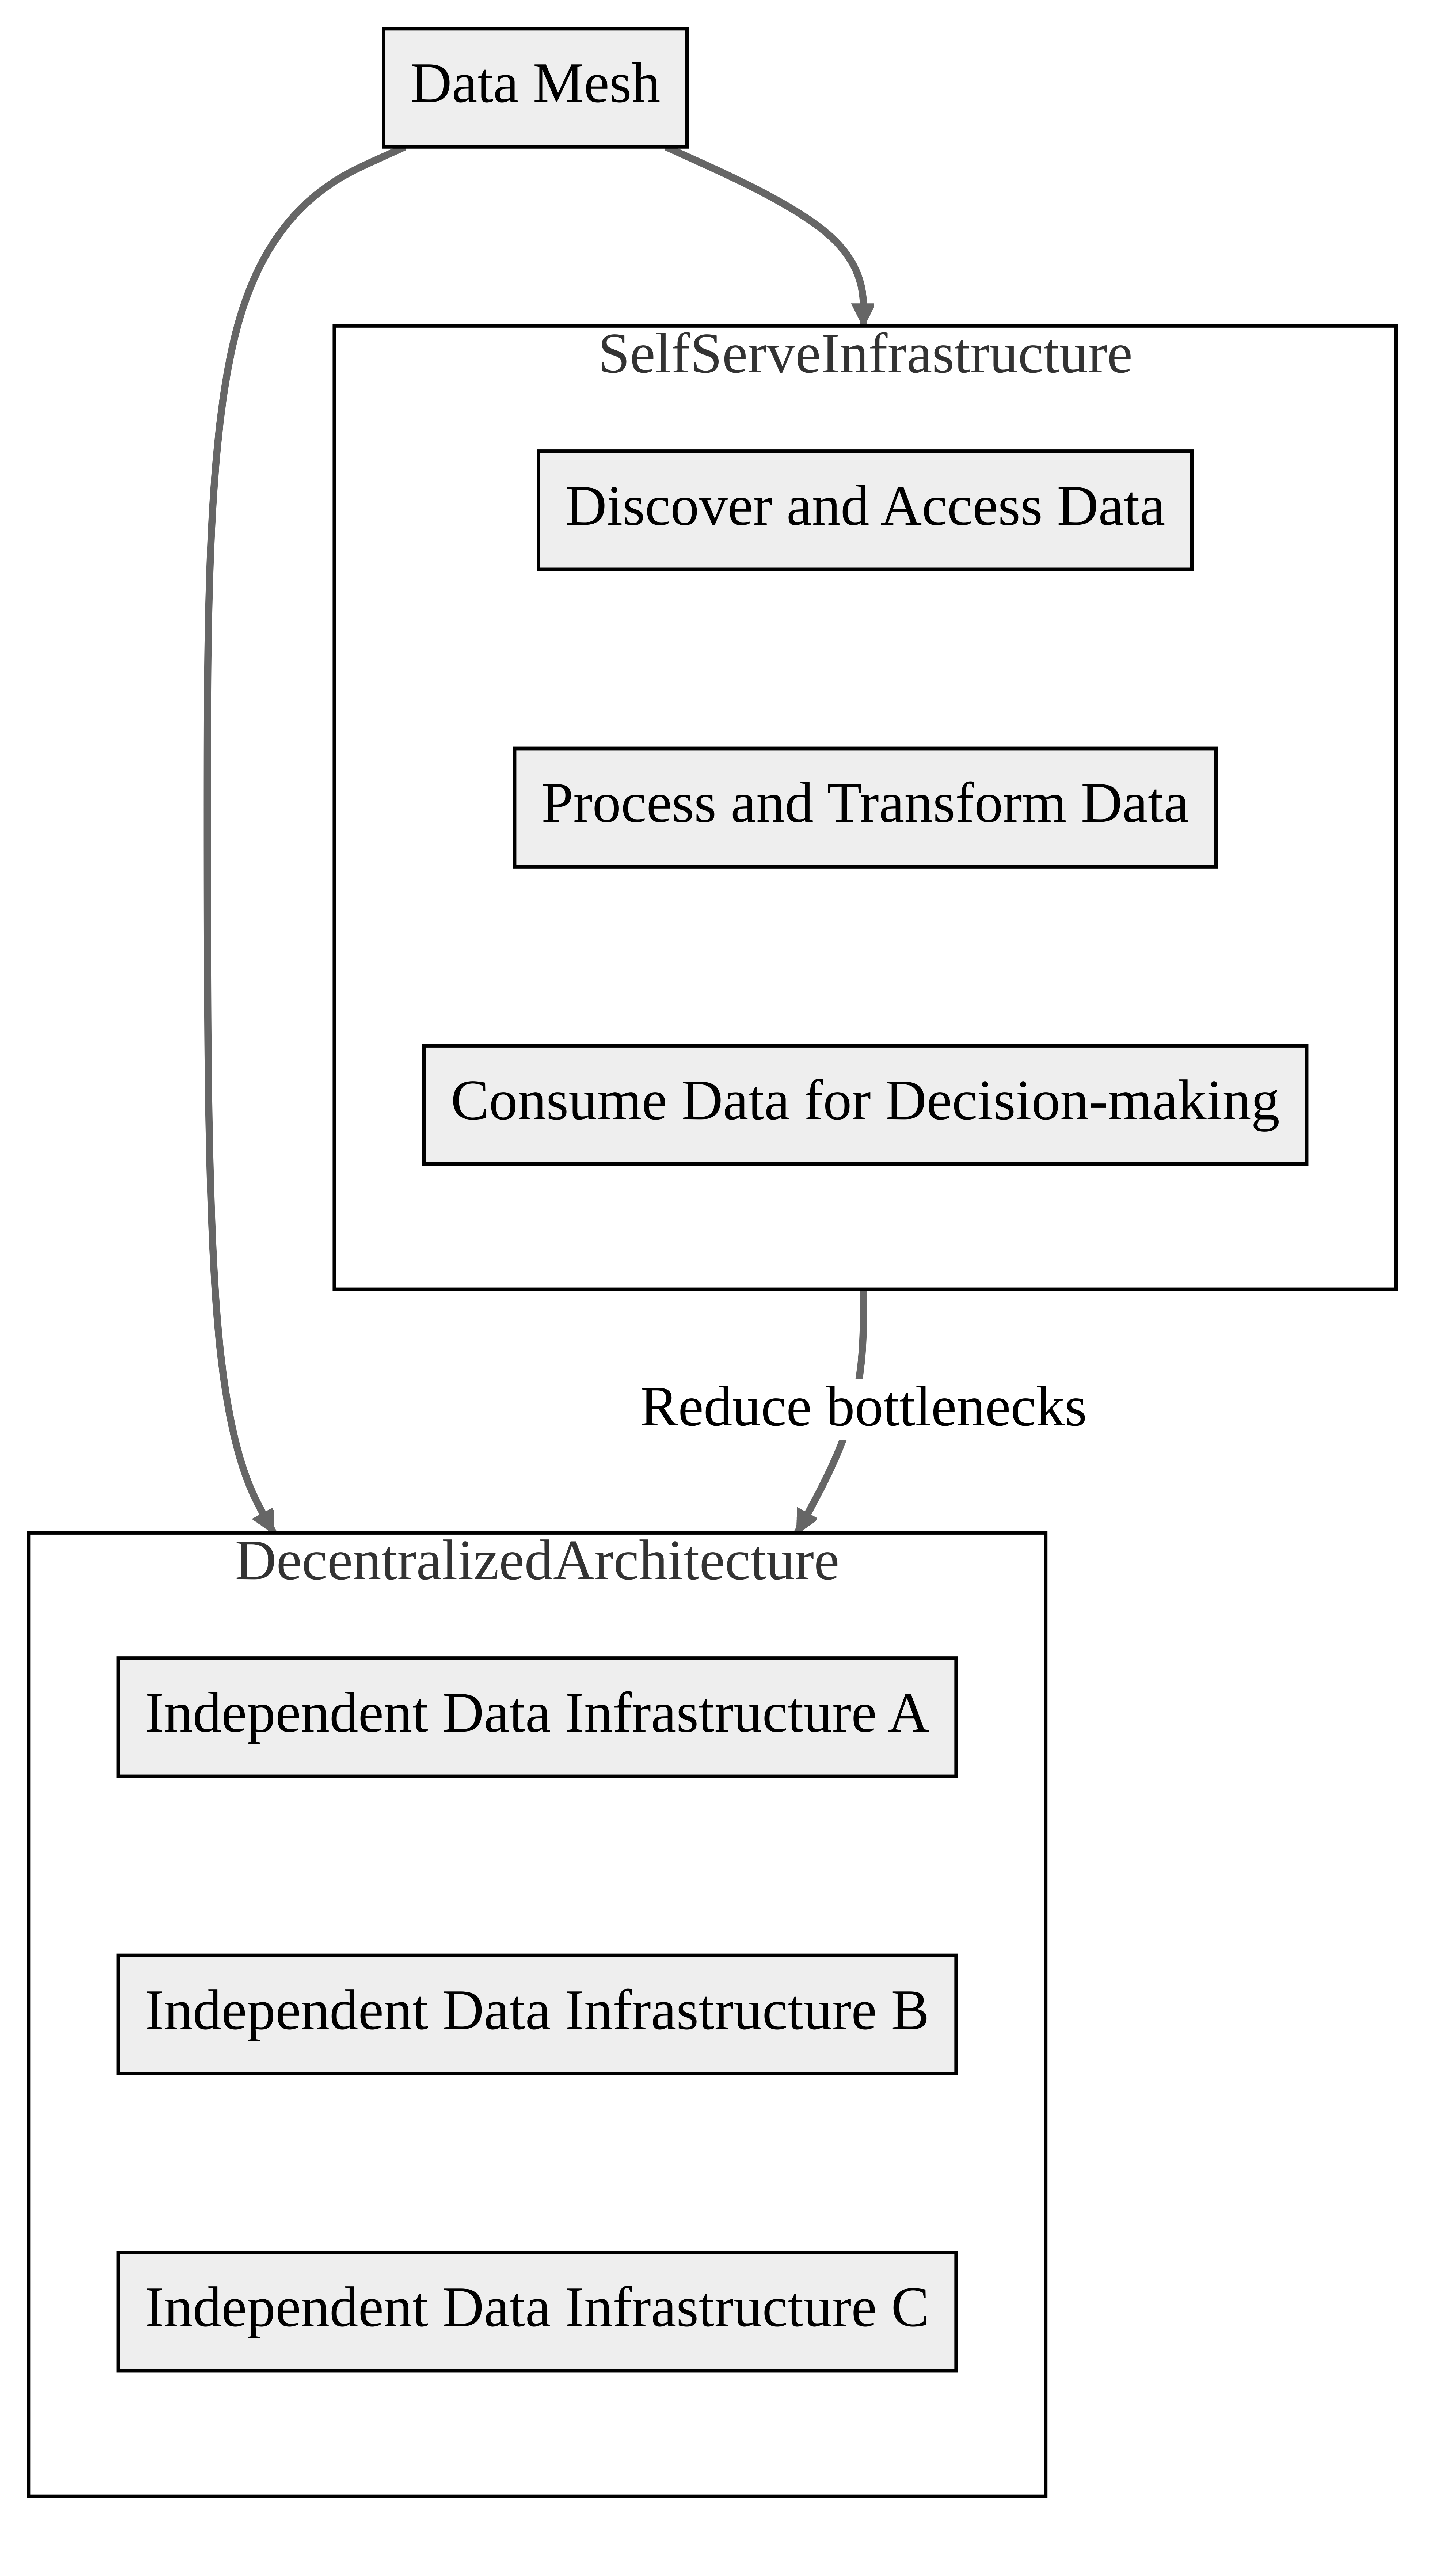 Data Mesh
SelfServeInfrastructure
Discover and Access Data
Process and Transform Data
Consume Data for Decision-making
Reduce bottlenecks
DecentralizedArchitecture
Independent Data Infrastructure A
Independent Data Infrastructure B
Independent Data Infrastructure C